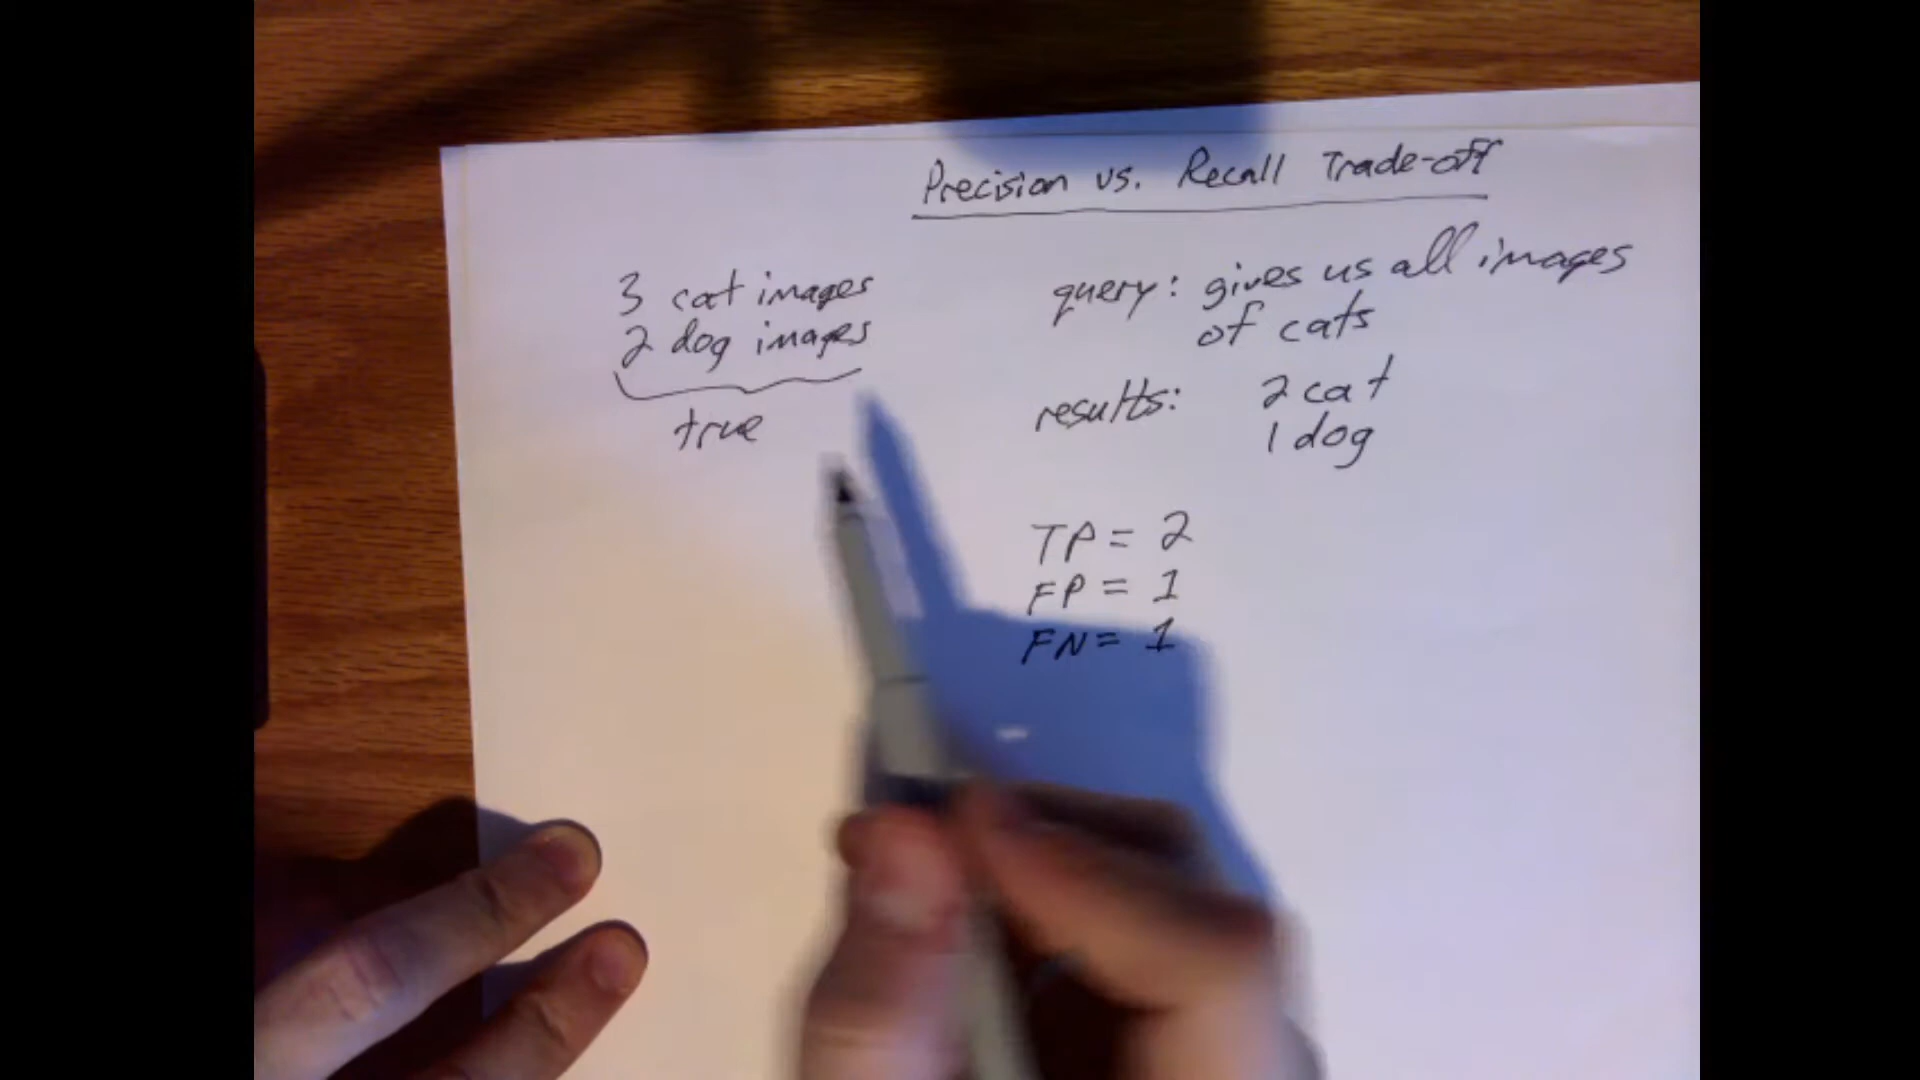 Precision vs. Recall Trade-off
3 cat images
2 dog images
true
query: gives us all images
of cats
results: 2 cat
1 dog
TP = 2
FP = 1
FN = 1